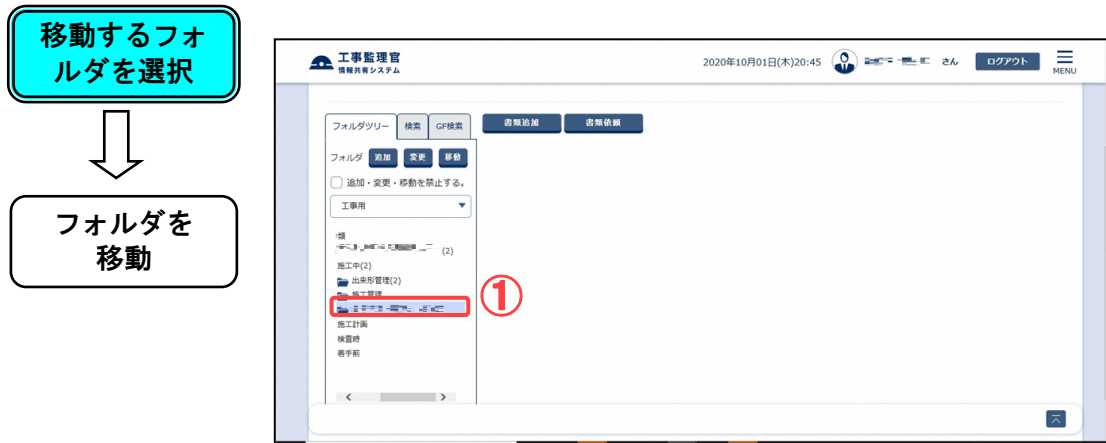 移動するフォ
ルダを選択
フォルダを
移動
工事監理官
情報共有システム
2020年10月01日(木)20:45
さん
ログアウト
MENU
フォルダツリー
検索
GF検索
書類追加
書類依頼
フォルダ
追加
変更
移動
追加・変更・移動を禁止する。
工事用
類
(2)
施工中(2)
出来形管理(2)
施工管理
①
施工計画
検査時
着手前